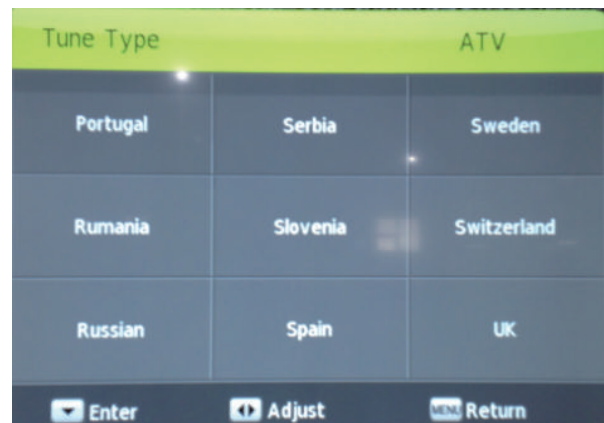 Tune Type ATV
Portugal Serbia Sweden
Rumania Slovenia Switzerland
Russian Spain UK
Enter Adjust MENU Return